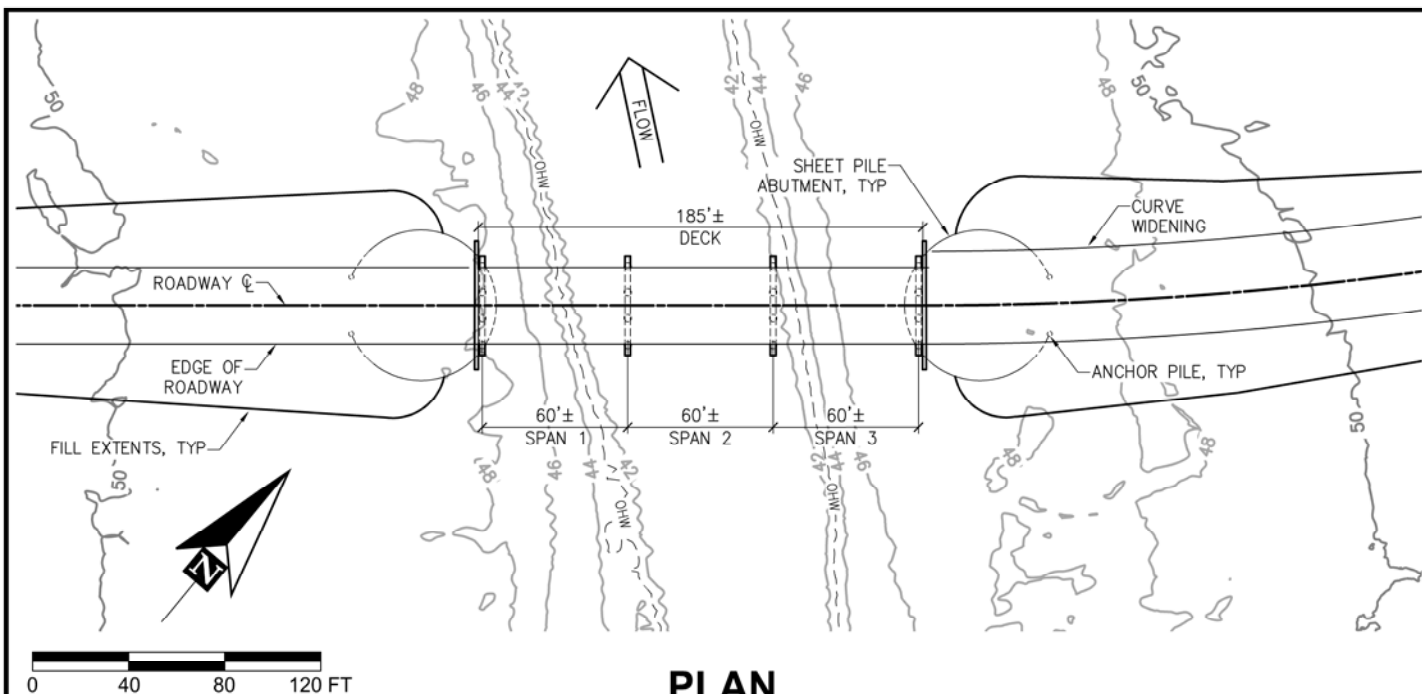 50
48
46
44
42
42
44
46
48
50
FLOW
OHW
OHW
SHEET PILE
ABUTMENT, TYP
185'±
DECK
CURVE
WIDENING
ROADWAY ℄
EDGE OF
ROADWAY
ANCHOR PILE, TYP
FILL EXTENTS, TYP
60'±
60'±
60'±
SPAN 1
SPAN 2
SPAN 3
50
48
46
44
42
OHW
42
44
46
OHW
48
48
50
N
0 40 80 120 FT
PLAN